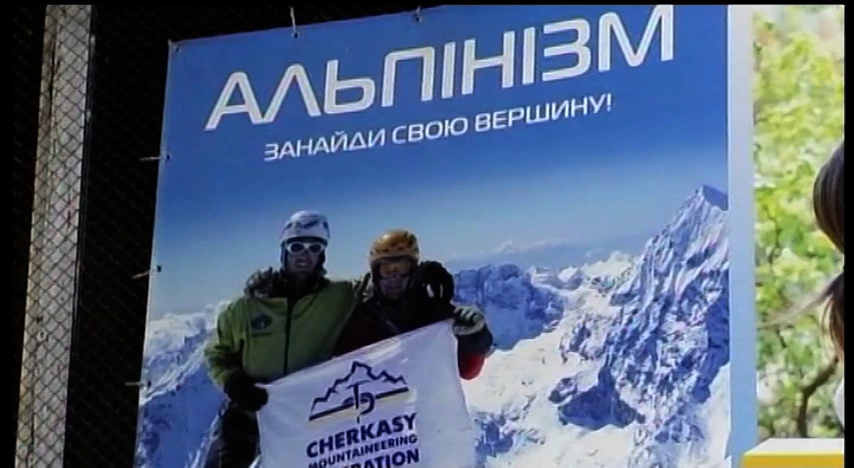 АЛЬПІНІЗМ
ЗАНАЙДИ СВОЮ ВЕРШИНУ!
CHERKASY
MOUNTAINEERING